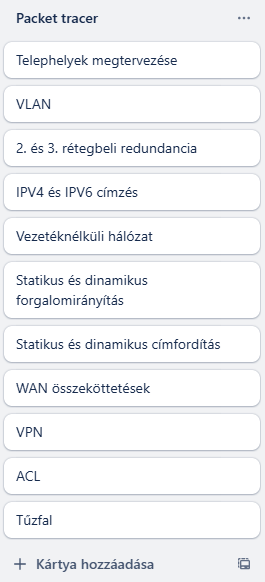 Packet tracer
Telephelyek megtervezése
VLAN
2. és 3. rétegbeli redundancia
IPV4 és IPV6 címzés
Vezetéknélküli hálózat
Statikus és dinamikus
forgalomirányítás
Statikus és dinamikus címfordítás
WAN összeköttetések
VPN
ACL
Tűzfal
Kártya hozzáadása